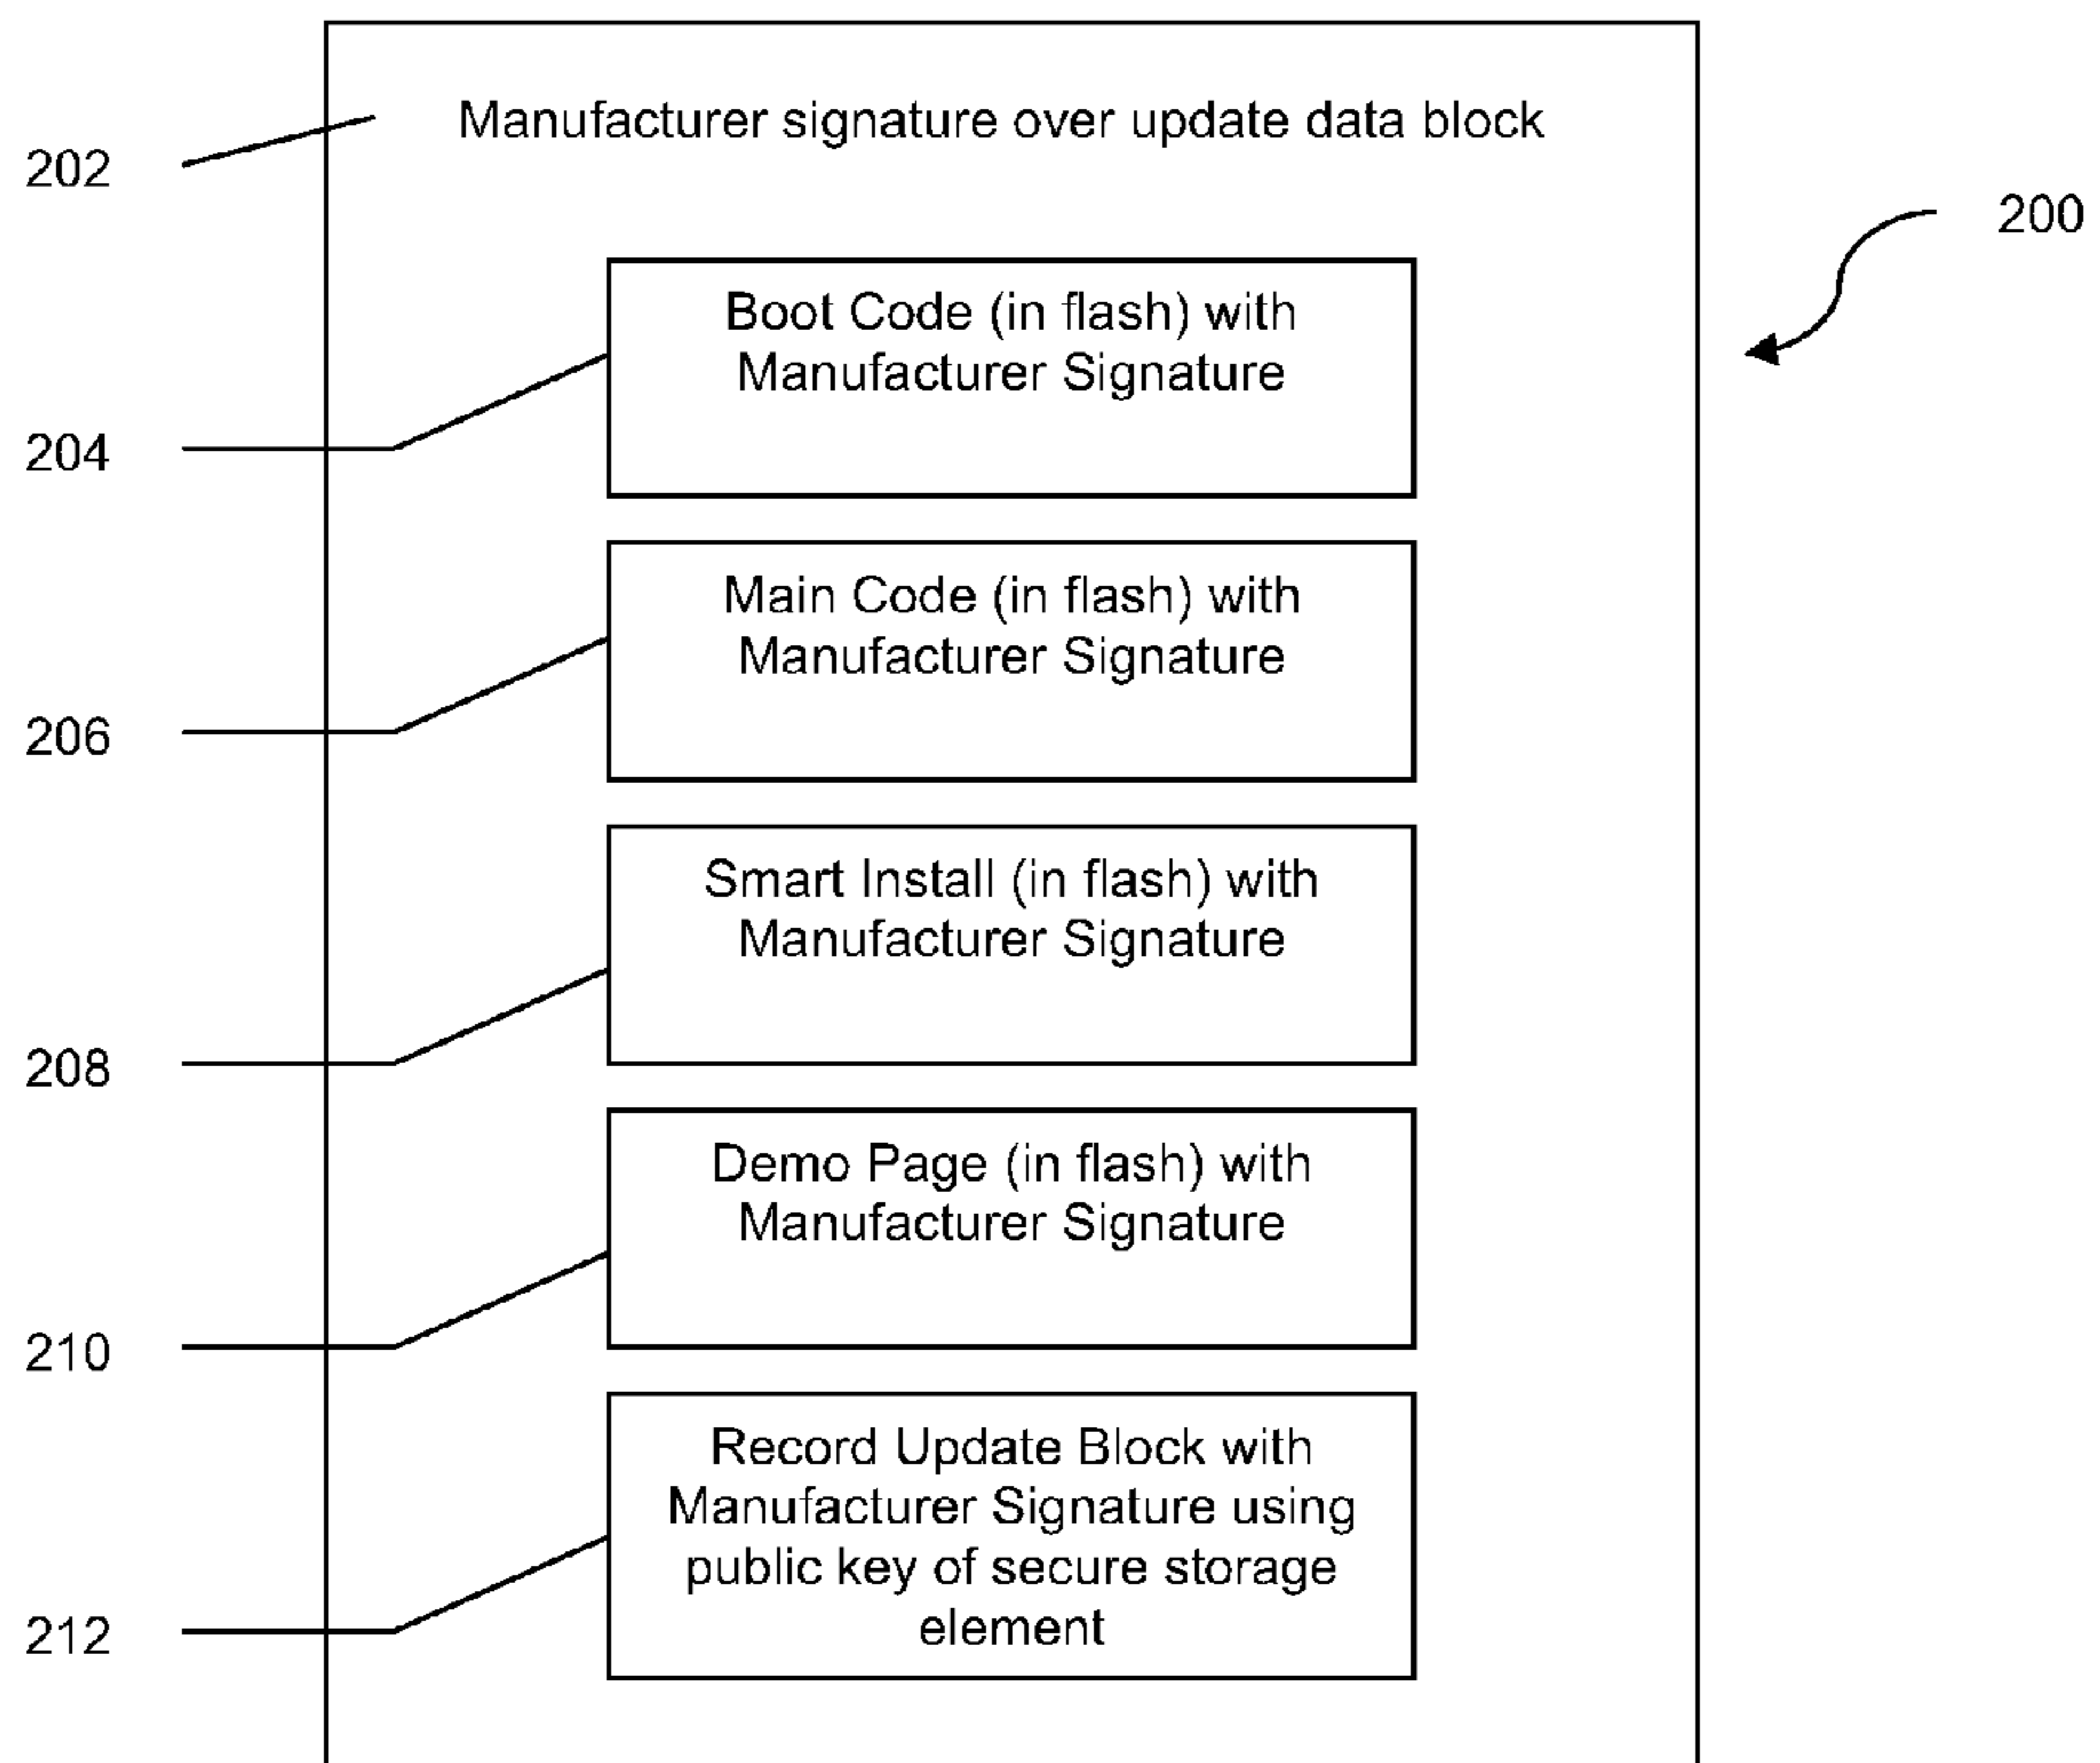 Manufacturer signature over update data block
202
200
Boot Code (in flash) with
Manufacturer Signature
204
Main Code (in flash) with
Manufacturer Signature
206
Smart Install (in flash) with
Manufacturer Signature
208
Demo Page (in flash) with
Manufacturer Signature
210
Record Update Block with
Manufacturer Signature using
public key of secure storage
element
212